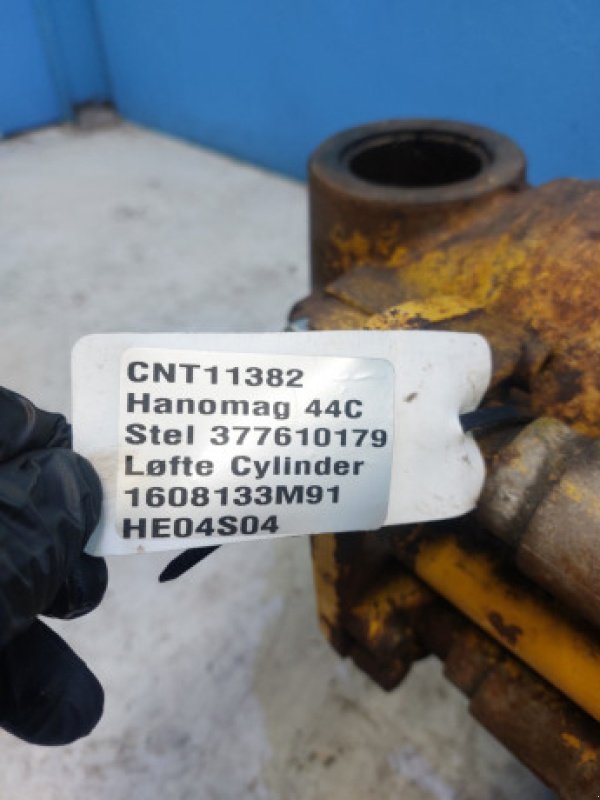 CNT11382
Hanomag 44C
Stel 377610179
Løfte Cylinder
1608133M91
HE04S04